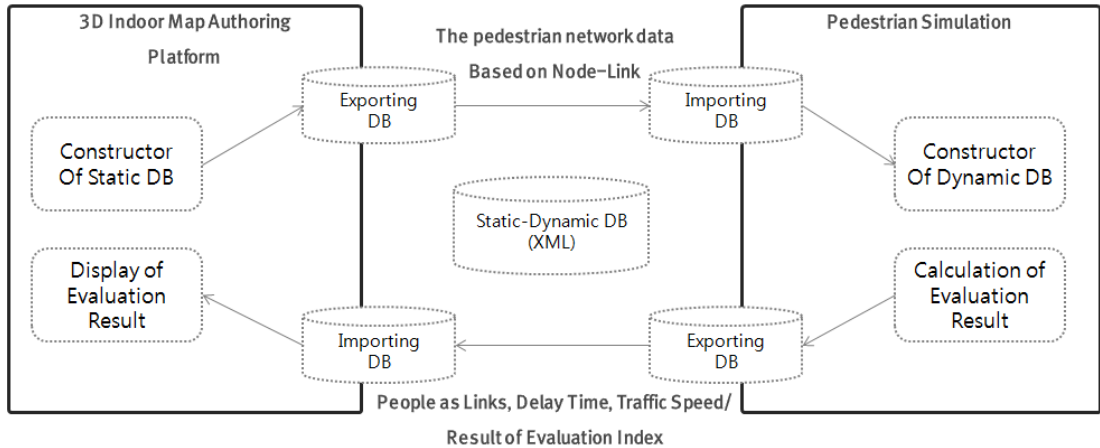 3D Indoor Map Authoring
Platform
The pedestrian network data
Based on Node-Link
Pedestrian Simulation
Exporting
DB
Importing
DB
Constructor
Of Static DB
Constructor
Of Dynamic DB
Static-Dynamic DB
(XML)
Display of
Evaluation
Result
Calculation of
Evaluation
Result
Importing
DB
Exporting
DB
People as Links, Delay Time, Traffic Speed/
Result of Evaluation Index